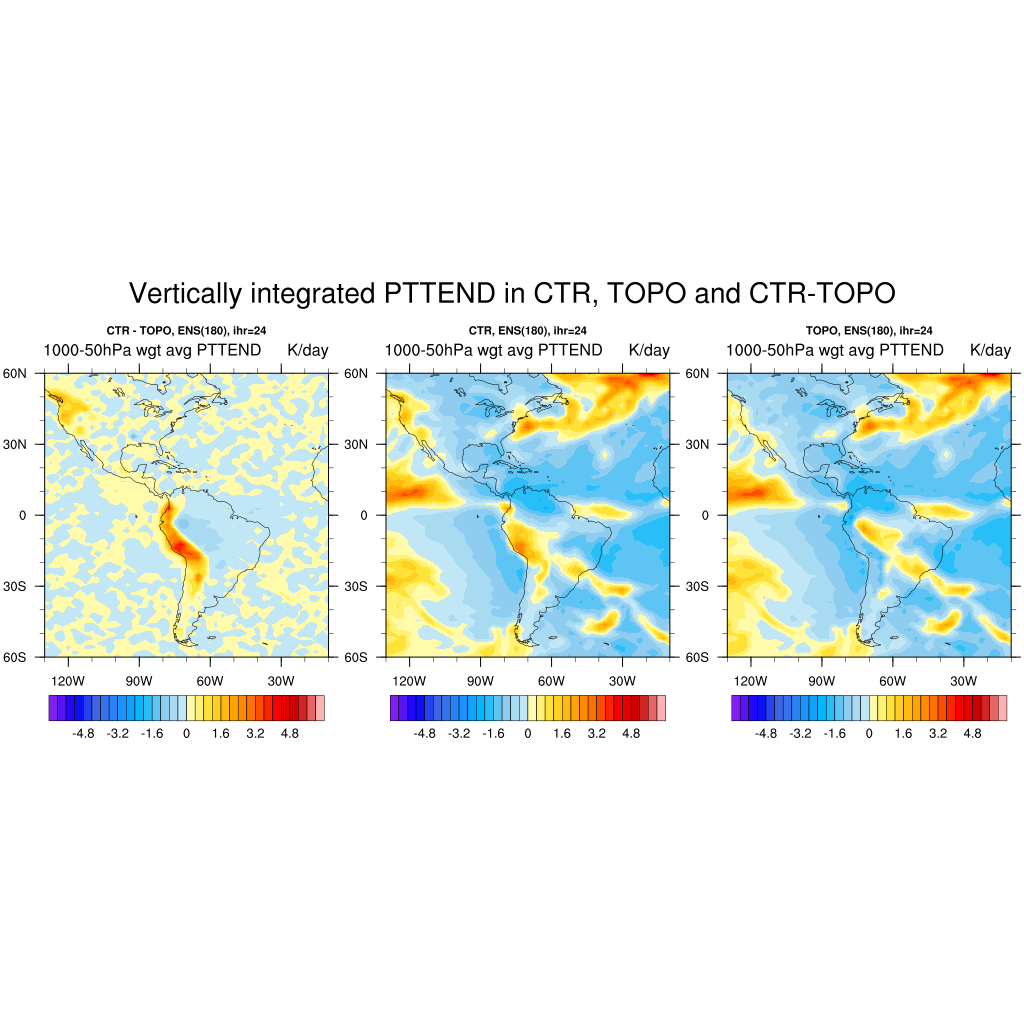 Vertically integrated PTTEND in CTR, TOPO and CTR-TOPO
CTR - TOPO, ENS(180), ihr=24
1000-50hPa wgt avg PTTEND K/day
60N
30N
0
30S
60S
120W 90W 60W 30W
-4.8 -3.2 -1.6 0 1.6 3.2 4.8
CTR, ENS(180), ihr=24
1000-50hPa wgt avg PTTEND K/day
60N
30N
0
30S
60S
120W 90W 60W 30W
-4.8 -3.2 -1.6 0 1.6 3.2 4.8
TOPO, ENS(180), ihr=24
1000-50hPa wgt avg PTTEND K/day
60N
30N
0
30S
60S
120W 90W 60W 30W
-4.8 -3.2 -1.6 0 1.6 3.2 4.8